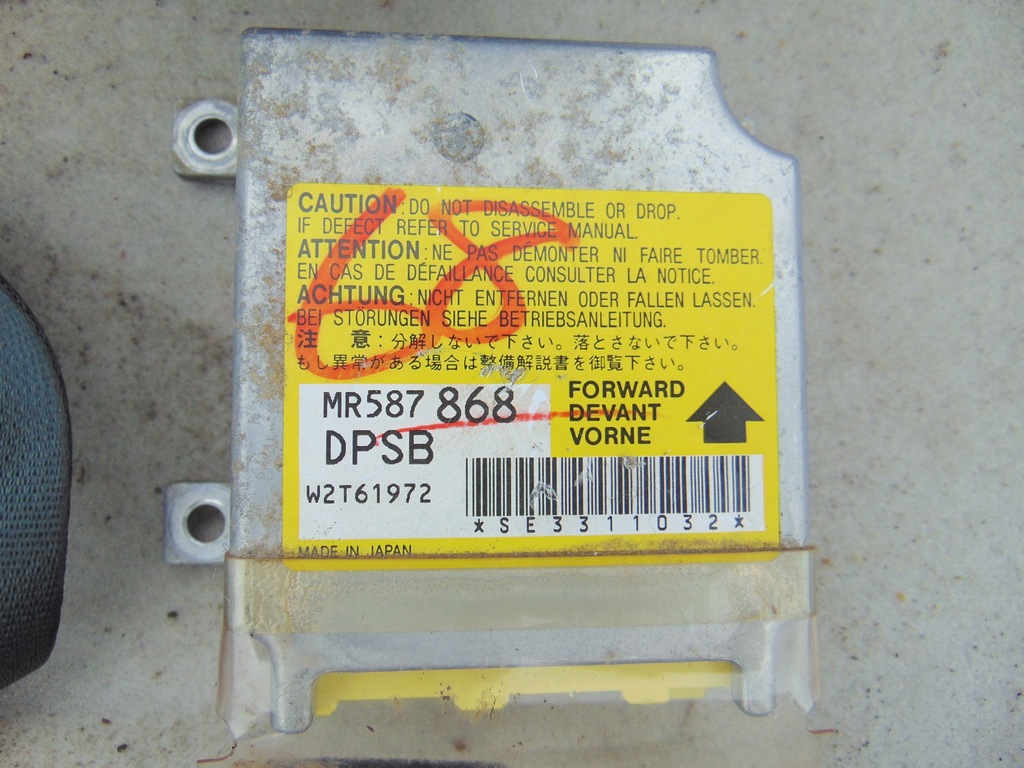 CAUTION : DO NOT DISASSEMBLE OR DROP.
IF DEFECT REFER TO SERVICE MANUAL.
ATTENTION : NE PAS DÉMONTER NI FAIRE TOMBER.
EN CAS DE DÉFAILLANCE CONSULTER LA NOTICE.
ACHTUNG : NICHT ENTFERNEN ODER FALLEN LASSEN.
BEI STÖRUNGEN SIEHE BETRIEBSANLEITUNG.
注 意 : 分解しないで下さい。落とさないで下さい。
もし異常がある場合は整備解説書を御覧下さい。
MR587 868
DPSB
W2T61972
FORWARD
DEVANT
VORNE
*SE3311032*
MADE IN JAPAN